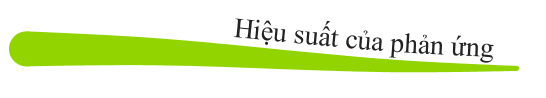 Hiệu suất của phản ứng